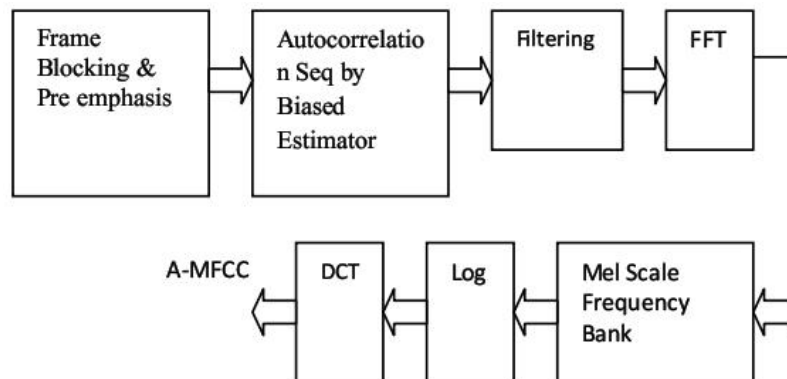 Frame
Blocking &
Pre emphasis
Autocorrelatio
n Seq by
Biased
Estimator
Filtering
FFT
A-MFCC
DCT
Log
Mel Scale
Frequency
Bank